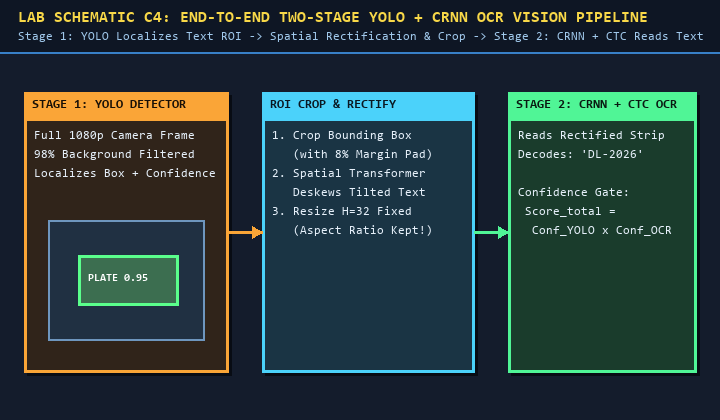 LAB SCHEMATIC C4: END-TO-END TWO-STAGE YOLO + CRNN OCR VISION PIPELINE
Stage 1: YOLO Localizes Text ROI -> Spatial Rectification & Crop -> Stage 2: CRNN + CTC Reads Text
STAGE 1: YOLO DETECTOR
Full 1080p Camera Frame
98% Background Filtered
Localizes Box + Confidence
PLATE 0.95
ROI CROP & RECTIFY
1. Crop Bounding Box
(with 8% Margin Pad)
2. Spatial Transformer
Deskews Tilted Text
3. Resize H=32 Fixed
(Aspect Ratio Kept!)
STAGE 2: CRNN + CTC OCR
Reads Rectified Strip
Decodes: 'DL-2026'
Confidence Gate:
Score_total =
Conf_YOLO x Conf_OCR